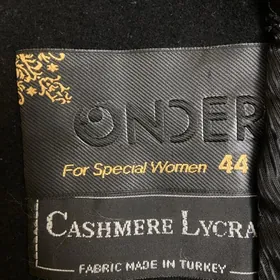 ONDER
For Special Women 44
CASHMERE LYCRA
FABRIC MADE IN TURKEY